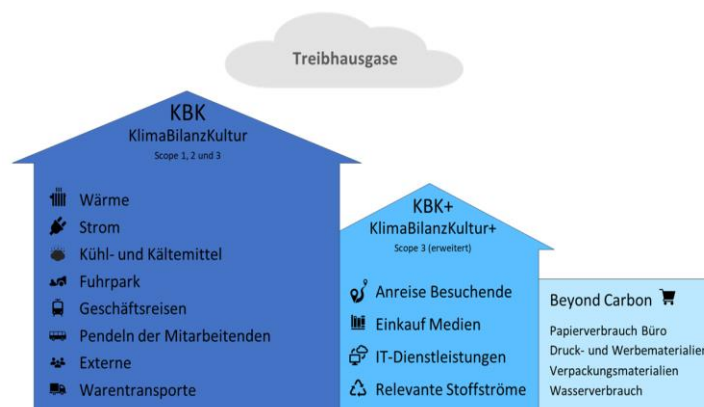 Treibhausgase
KBK
KlimaBilanzKultur
Scope 1, 2 und 3
Wärme
Strom
Kühl- und Kältemittel
Fuhrpark
Geschäftsreisen
Pendeln der Mitarbeitenden
Externe
Warentransporte
KBK+
KlimaBilanzKultur+
Scope 3 (erweitert)
Anreise Besuchende
Einkauf Medien
IT-Dienstleistungen
Relevante Stoffströme
Beyond Carbon
Papierverbrauch Büro
Druck- und Werbematerialien
Verpackungsmaterialien
Wasserverbrauch